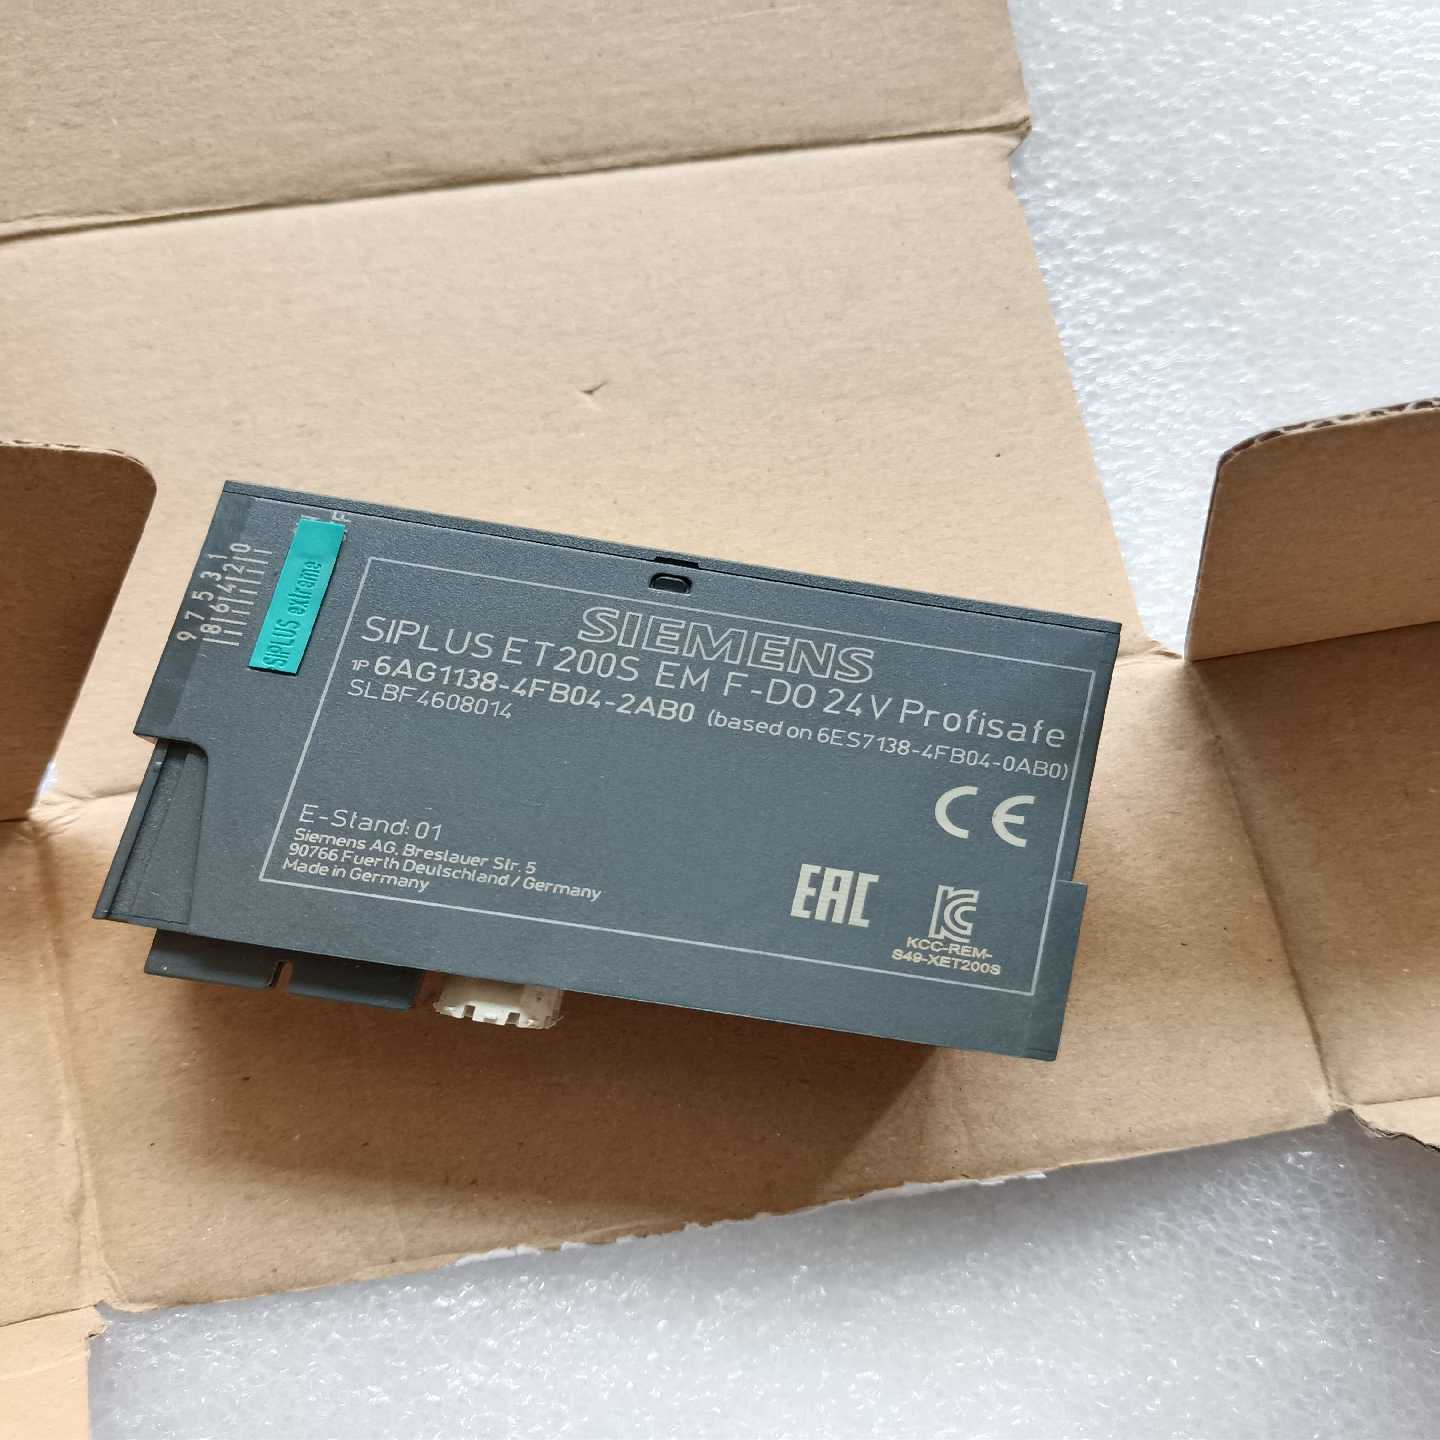 9 7 5 3 1
8 6 4 2 0
F
SIPLUS extreme
SIEMENS
SIPLUS ET200S EM F-DO 24V Profisafe
1P 6AG1138-4FB04-2AB0 (based on 6ES7138-4FB04-0AB0)
SLBF4608014
E-Stand: 01
Siemens AG, Breslauer Str. 5
90766 Fuerth Deutschland / Germany
Made in Germany
CE
EAC
KC
KCC-REM-
S49-XET200S